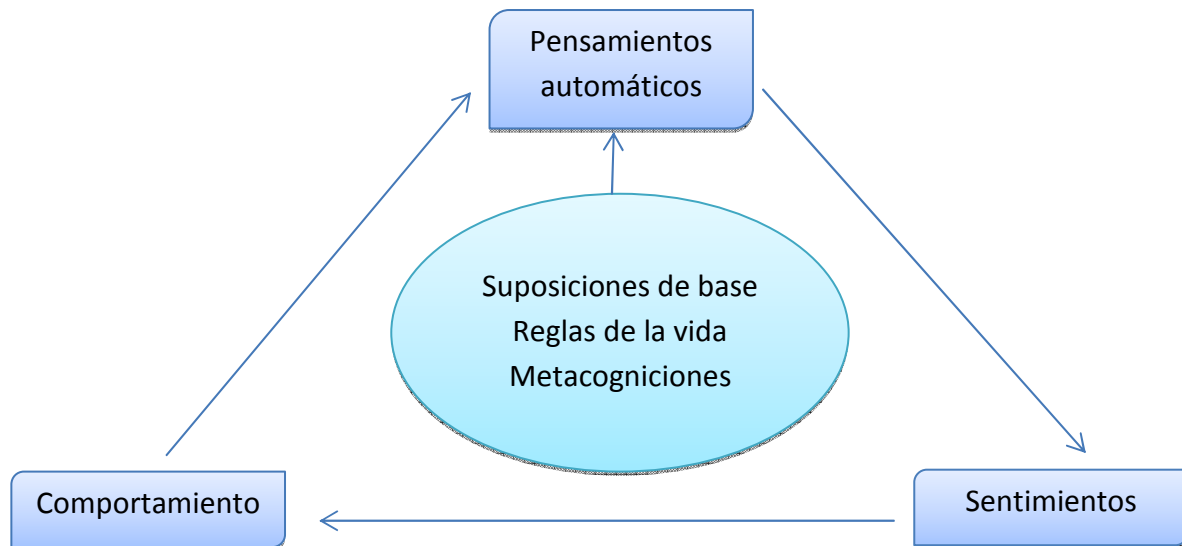 Pensamientos
automáticos
Suposiciones de base
Reglas de la vida
Metacogniciones
Comportamiento
Sentimientos